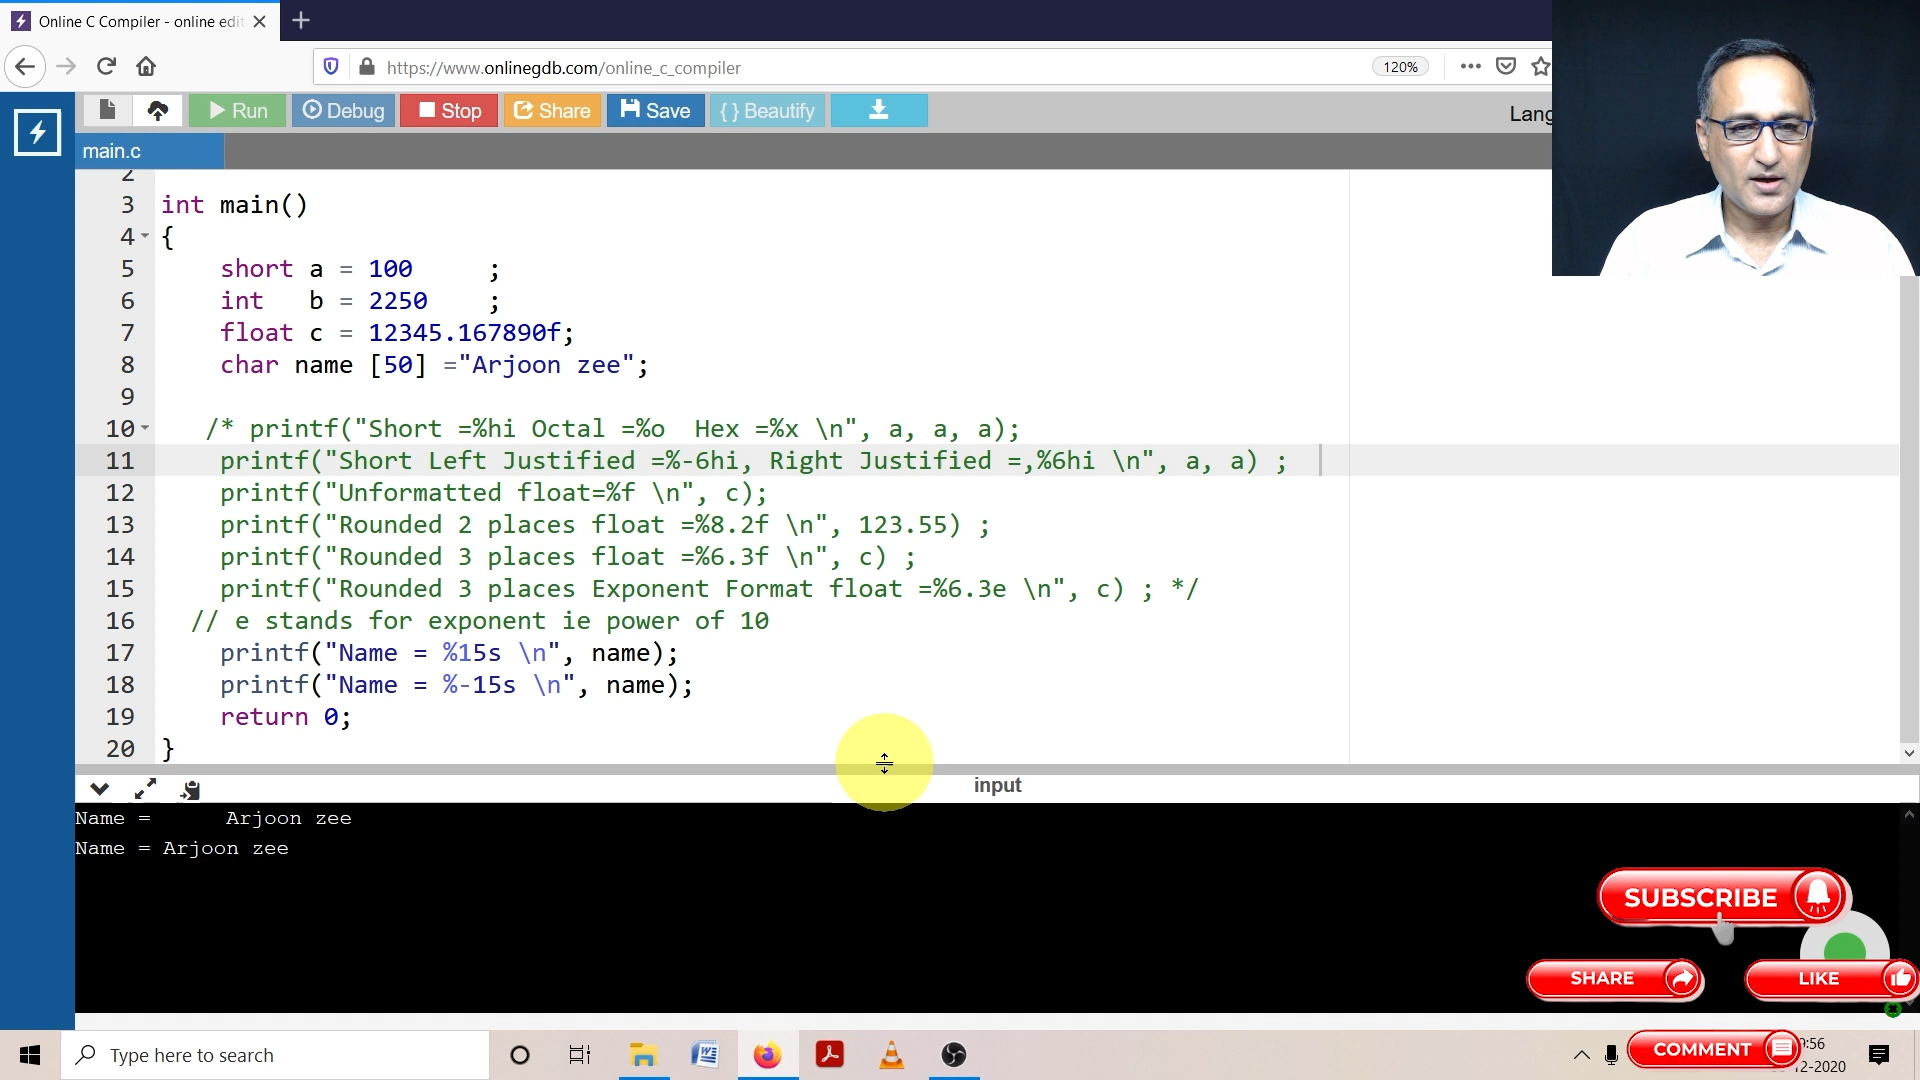 Online C Compiler - online edit
https://www.onlinegdb.com/online_c_compiler
120%
Run
Debug
Stop
Share
Save
{ } Beautify
Lang
main.c
2
3 int main()
4 {
5 short a = 100 ;
6 int b = 2250 ;
7 float c = 12345.167890f;
8 char name [50] ="Arjoon zee";
9
10 /* printf("Short =%hi Octal =%o Hex =%x \n", a, a, a);
11 printf("Short Left Justified =%-6hi, Right Justified =,%6hi \n", a, a) ;
12 printf("Unformatted float=%f \n", c);
13 printf("Rounded 2 places float =%8.2f \n", 123.55) ;
14 printf("Rounded 3 places float =%6.3f \n", c) ;
15 printf("Rounded 3 places Exponent Format float =%6.3e \n", c) ; */
16 // e stands for exponent ie power of 10
17 printf("Name = %15s \n", name);
18 printf("Name = %-15s \n", name);
19 return 0;
20 }
input
Name =      Arjoon zee
Name = Arjoon zee
SUBSCRIBE
SHARE
LIKE
Type here to search
COMMENT
:56
12-2020